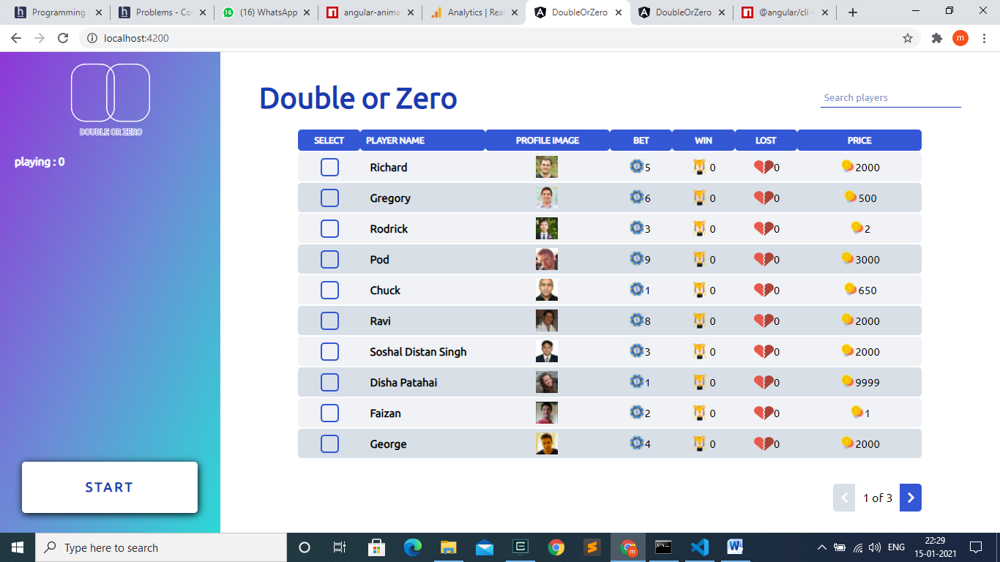 Programming
Problems - Co
(16) WhatsApp
angular-anima
Analytics | Rea
DoubleOrZero
DoubleOrZero
@angular/cli -
localhost:4200
m
DOUBLE OR ZERO
playing : 0
START
Double or Zero
Search players
SELECT PLAYER NAME PROFILE IMAGE BET WIN LOST PRICE
Richard 5 0 0 2000
Gregory 6 0 0 500
Rodrick 3 0 0 2
Pod 9 0 0 3000
Chuck 1 0 0 650
Ravi 8 0 0 2000
Soshal Distan Singh 3 0 0 2000
Disha Patahai 1 0 0 9999
Faizan 2 0 0 1
George 4 0 0 2000
1 of 3
Type here to search
ENG
22:29
15-01-2021